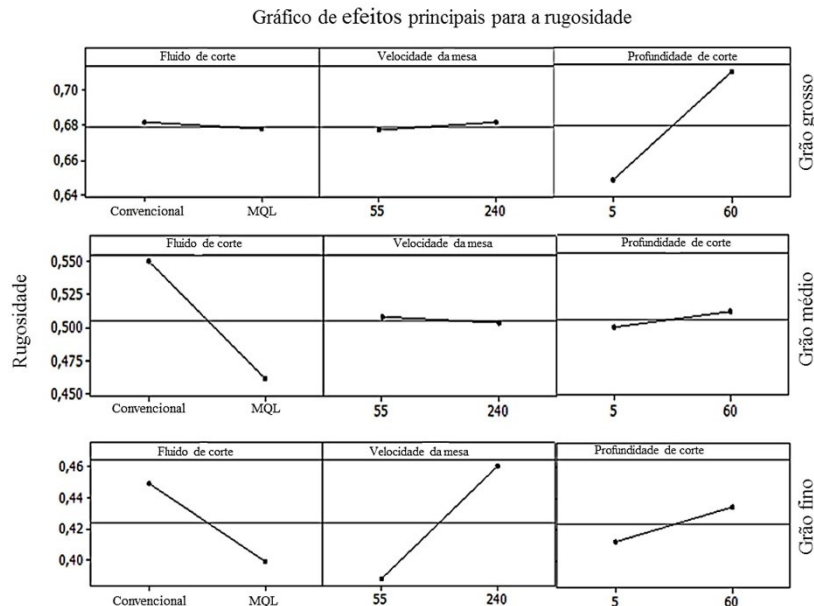 Gráfico de efeitos principais para a rugosidade
Fluido de corte Velocidade da mesa Profundidade de corte
0,70
0,68
0,66
0,64
Convencional MQL 55 240 5 60
Grão grosso
Fluido de corte Velocidade da mesa Profundidade de corte
0,550
0,525
0,500
0,475
0,450
Convencional MQL 55 240 5 60
Grão médio
Rugosidade
Fluido de corte Velocidade da mesa Profundidade de corte
0,46
0,44
0,42
0,40
Convencional MQL 55 240 5 60
Grão fino